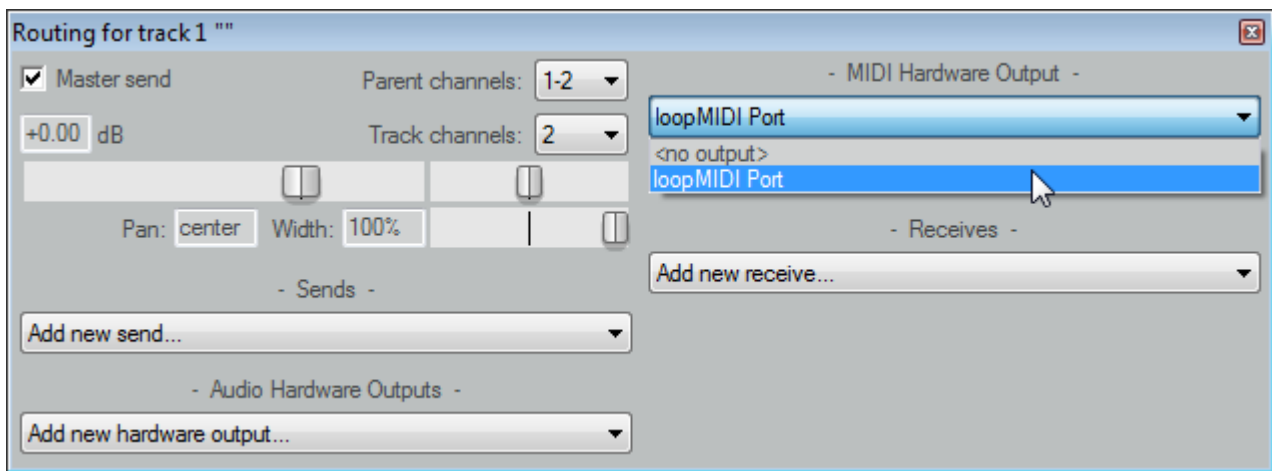 Routing for track 1 ""
Master send
Parent channels: 1-2
+0.00 dB
Track channels: 2
Pan: center Width: 100%
- Sends -
Add new send...
- Audio Hardware Outputs -
Add new hardware output...
- MIDI Hardware Output -
loopMIDI Port
<no output>
loopMIDI Port
- Receives -
Add new receive...